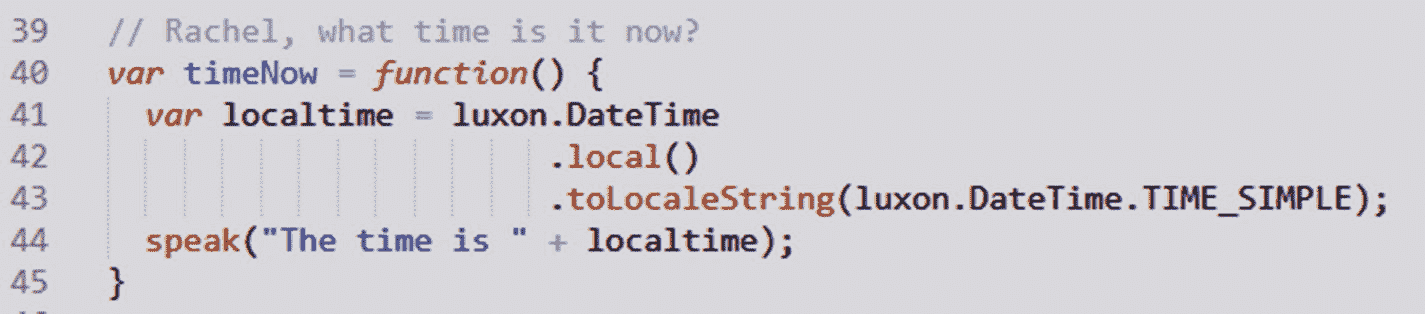 39 // Rachel, what time is it now?
40 var timeNow = function() {
41 var localtime = luxon.DateTime
42 .local()
43 .toLocaleString(luxon.DateTime.TIME_SIMPLE);
44 speak("The time is " + localtime);
45 }